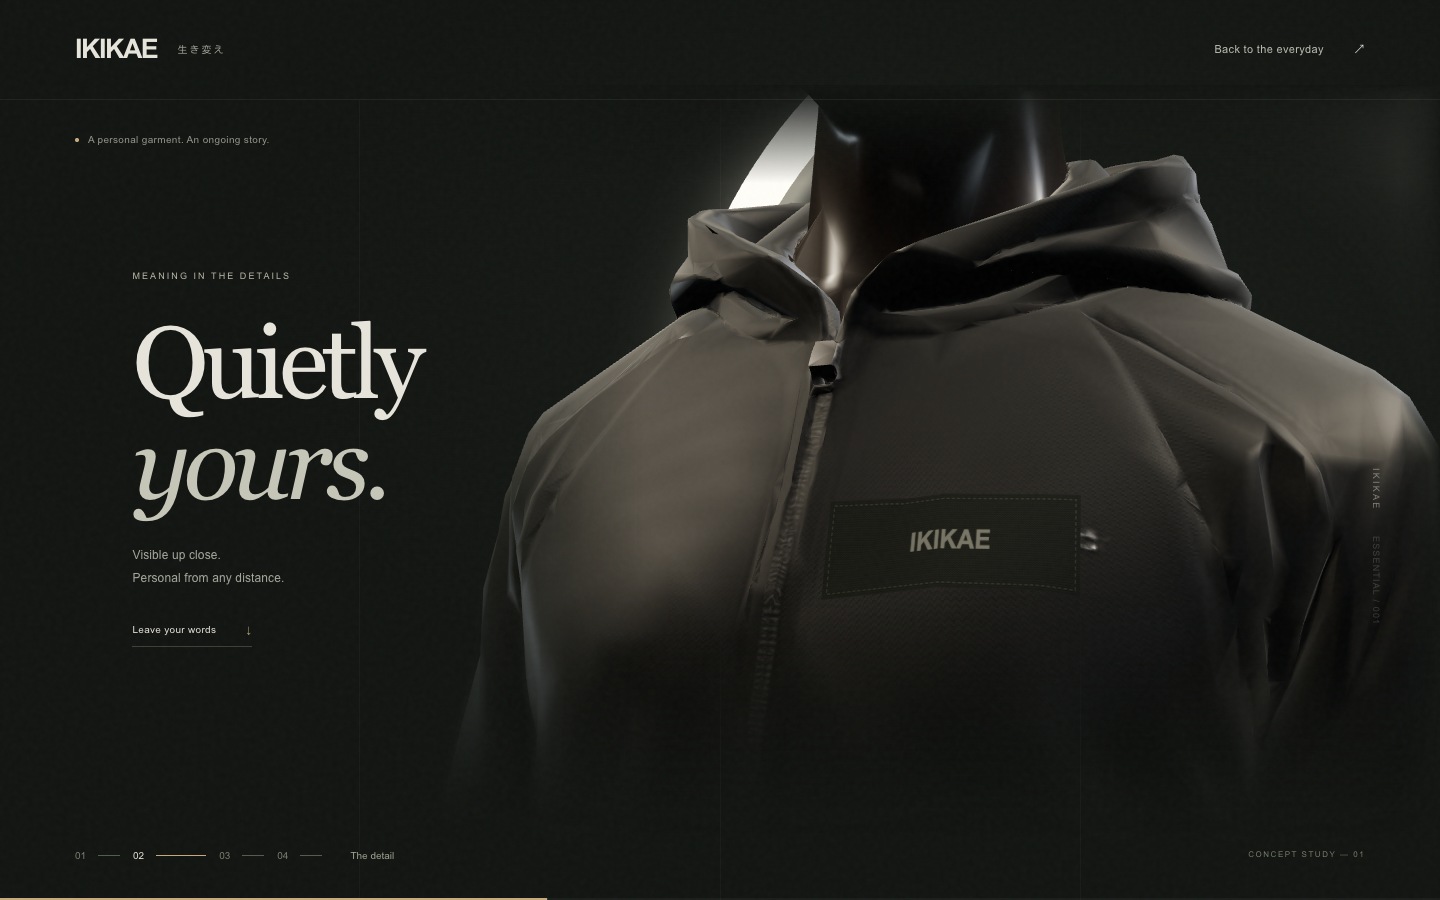 IKIKAE 生き変え
Back to the everyday ↗
A personal garment. An ongoing story.
MEANING IN THE DETAILS
Quietly
yours.
Visible up close.
Personal from any distance.
Leave your words ↓
IKIKAE
IKIKAE ESSENTIAL / 001
01 02 03 04 The detail
CONCEPT STUDY — 01